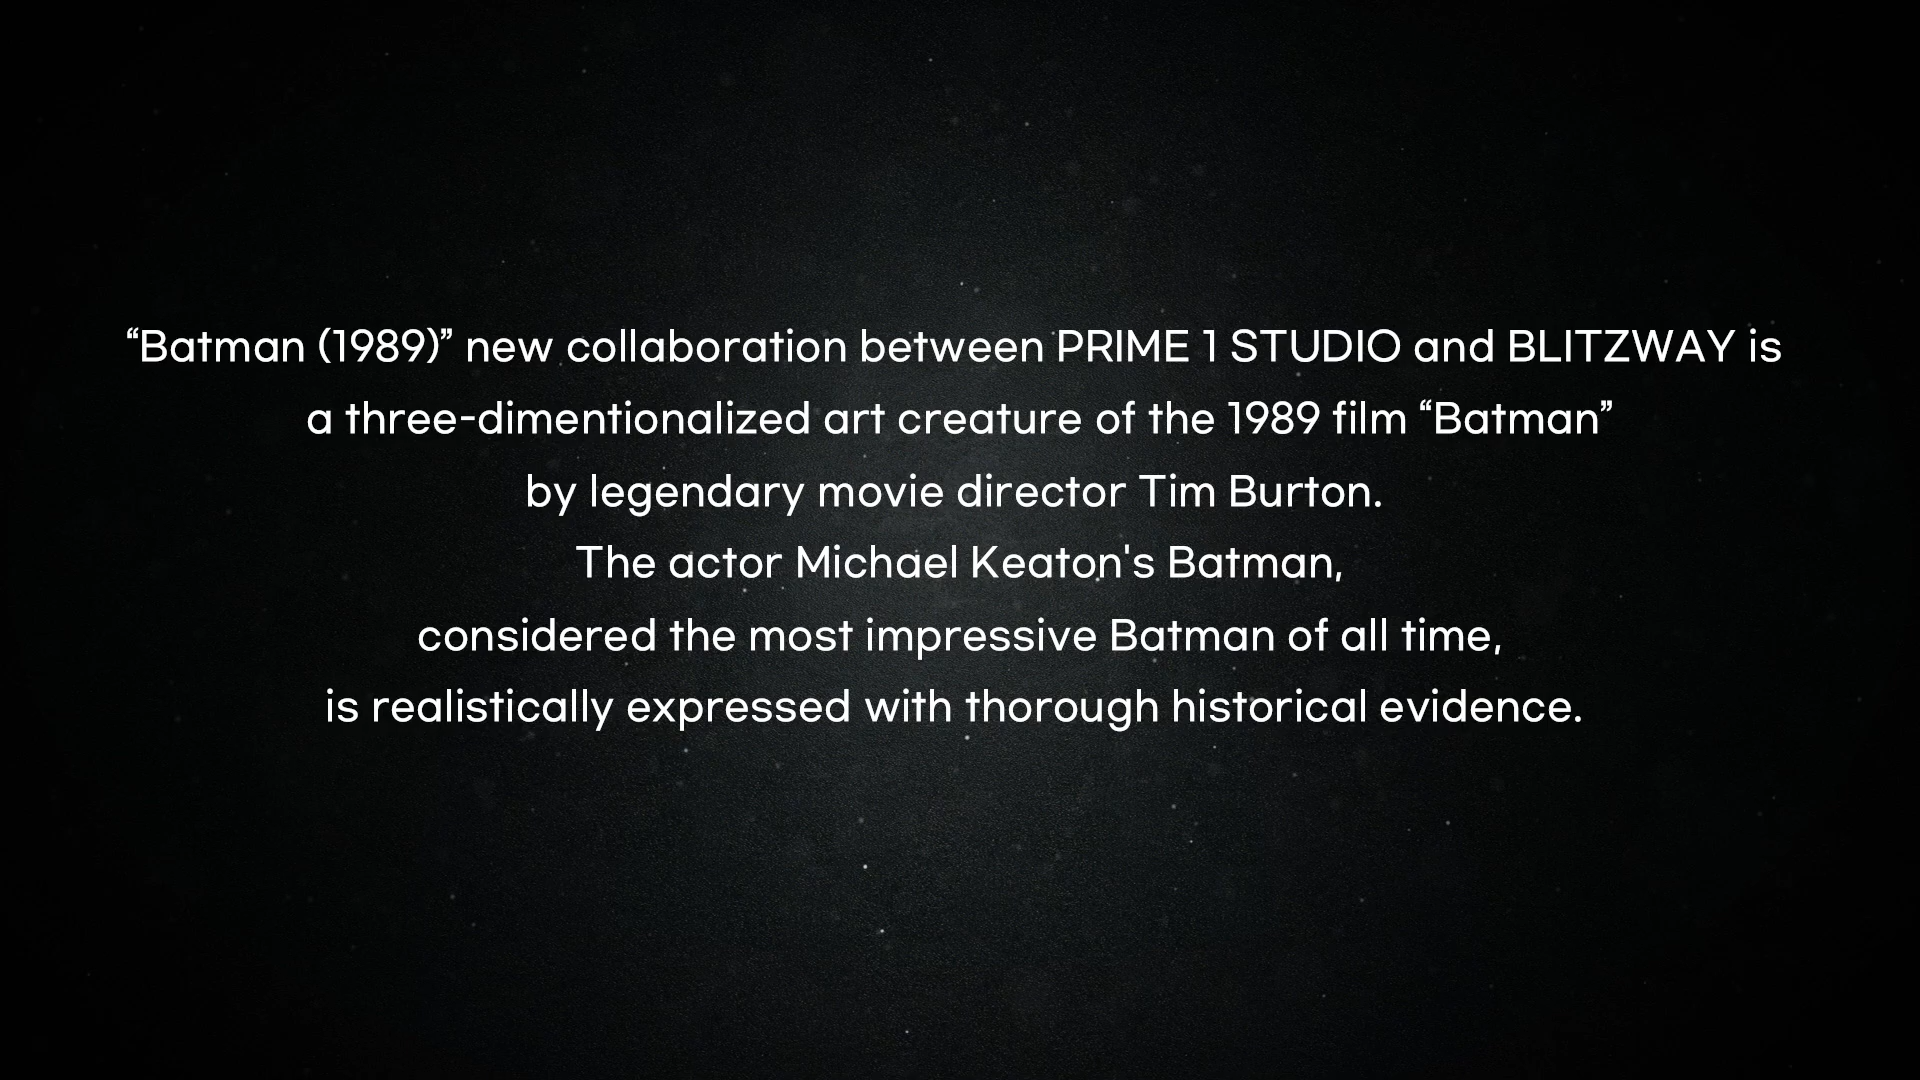 “Batman (1989)” new collaboration between PRIME 1 STUDIO and BLITZWAY is
a three-dimentionalized art creature of the 1989 film “Batman”
by legendary movie director Tim Burton.
The actor Michael Keaton's Batman,
considered the most impressive Batman of all time,
is realistically expressed with thorough historical evidence.